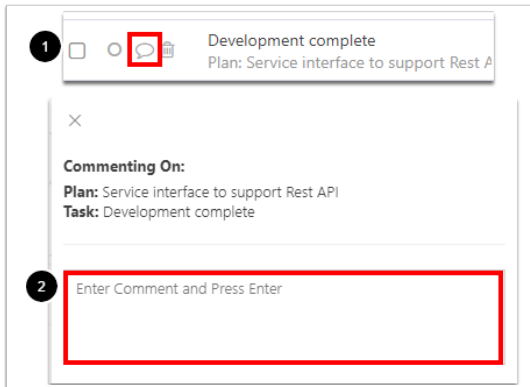 1
Development complete
Plan: Service interface to support Rest A
Commenting On:
Plan: Service interface to support Rest API
Task: Development complete
2
Enter Comment and Press Enter